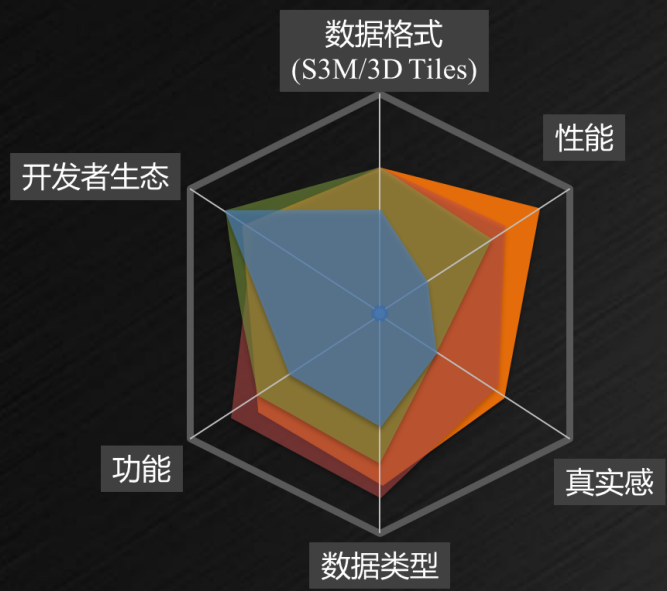 数据格式
(S3M/3D Tiles)
性能
开发者生态
功能
真实感
数据类型